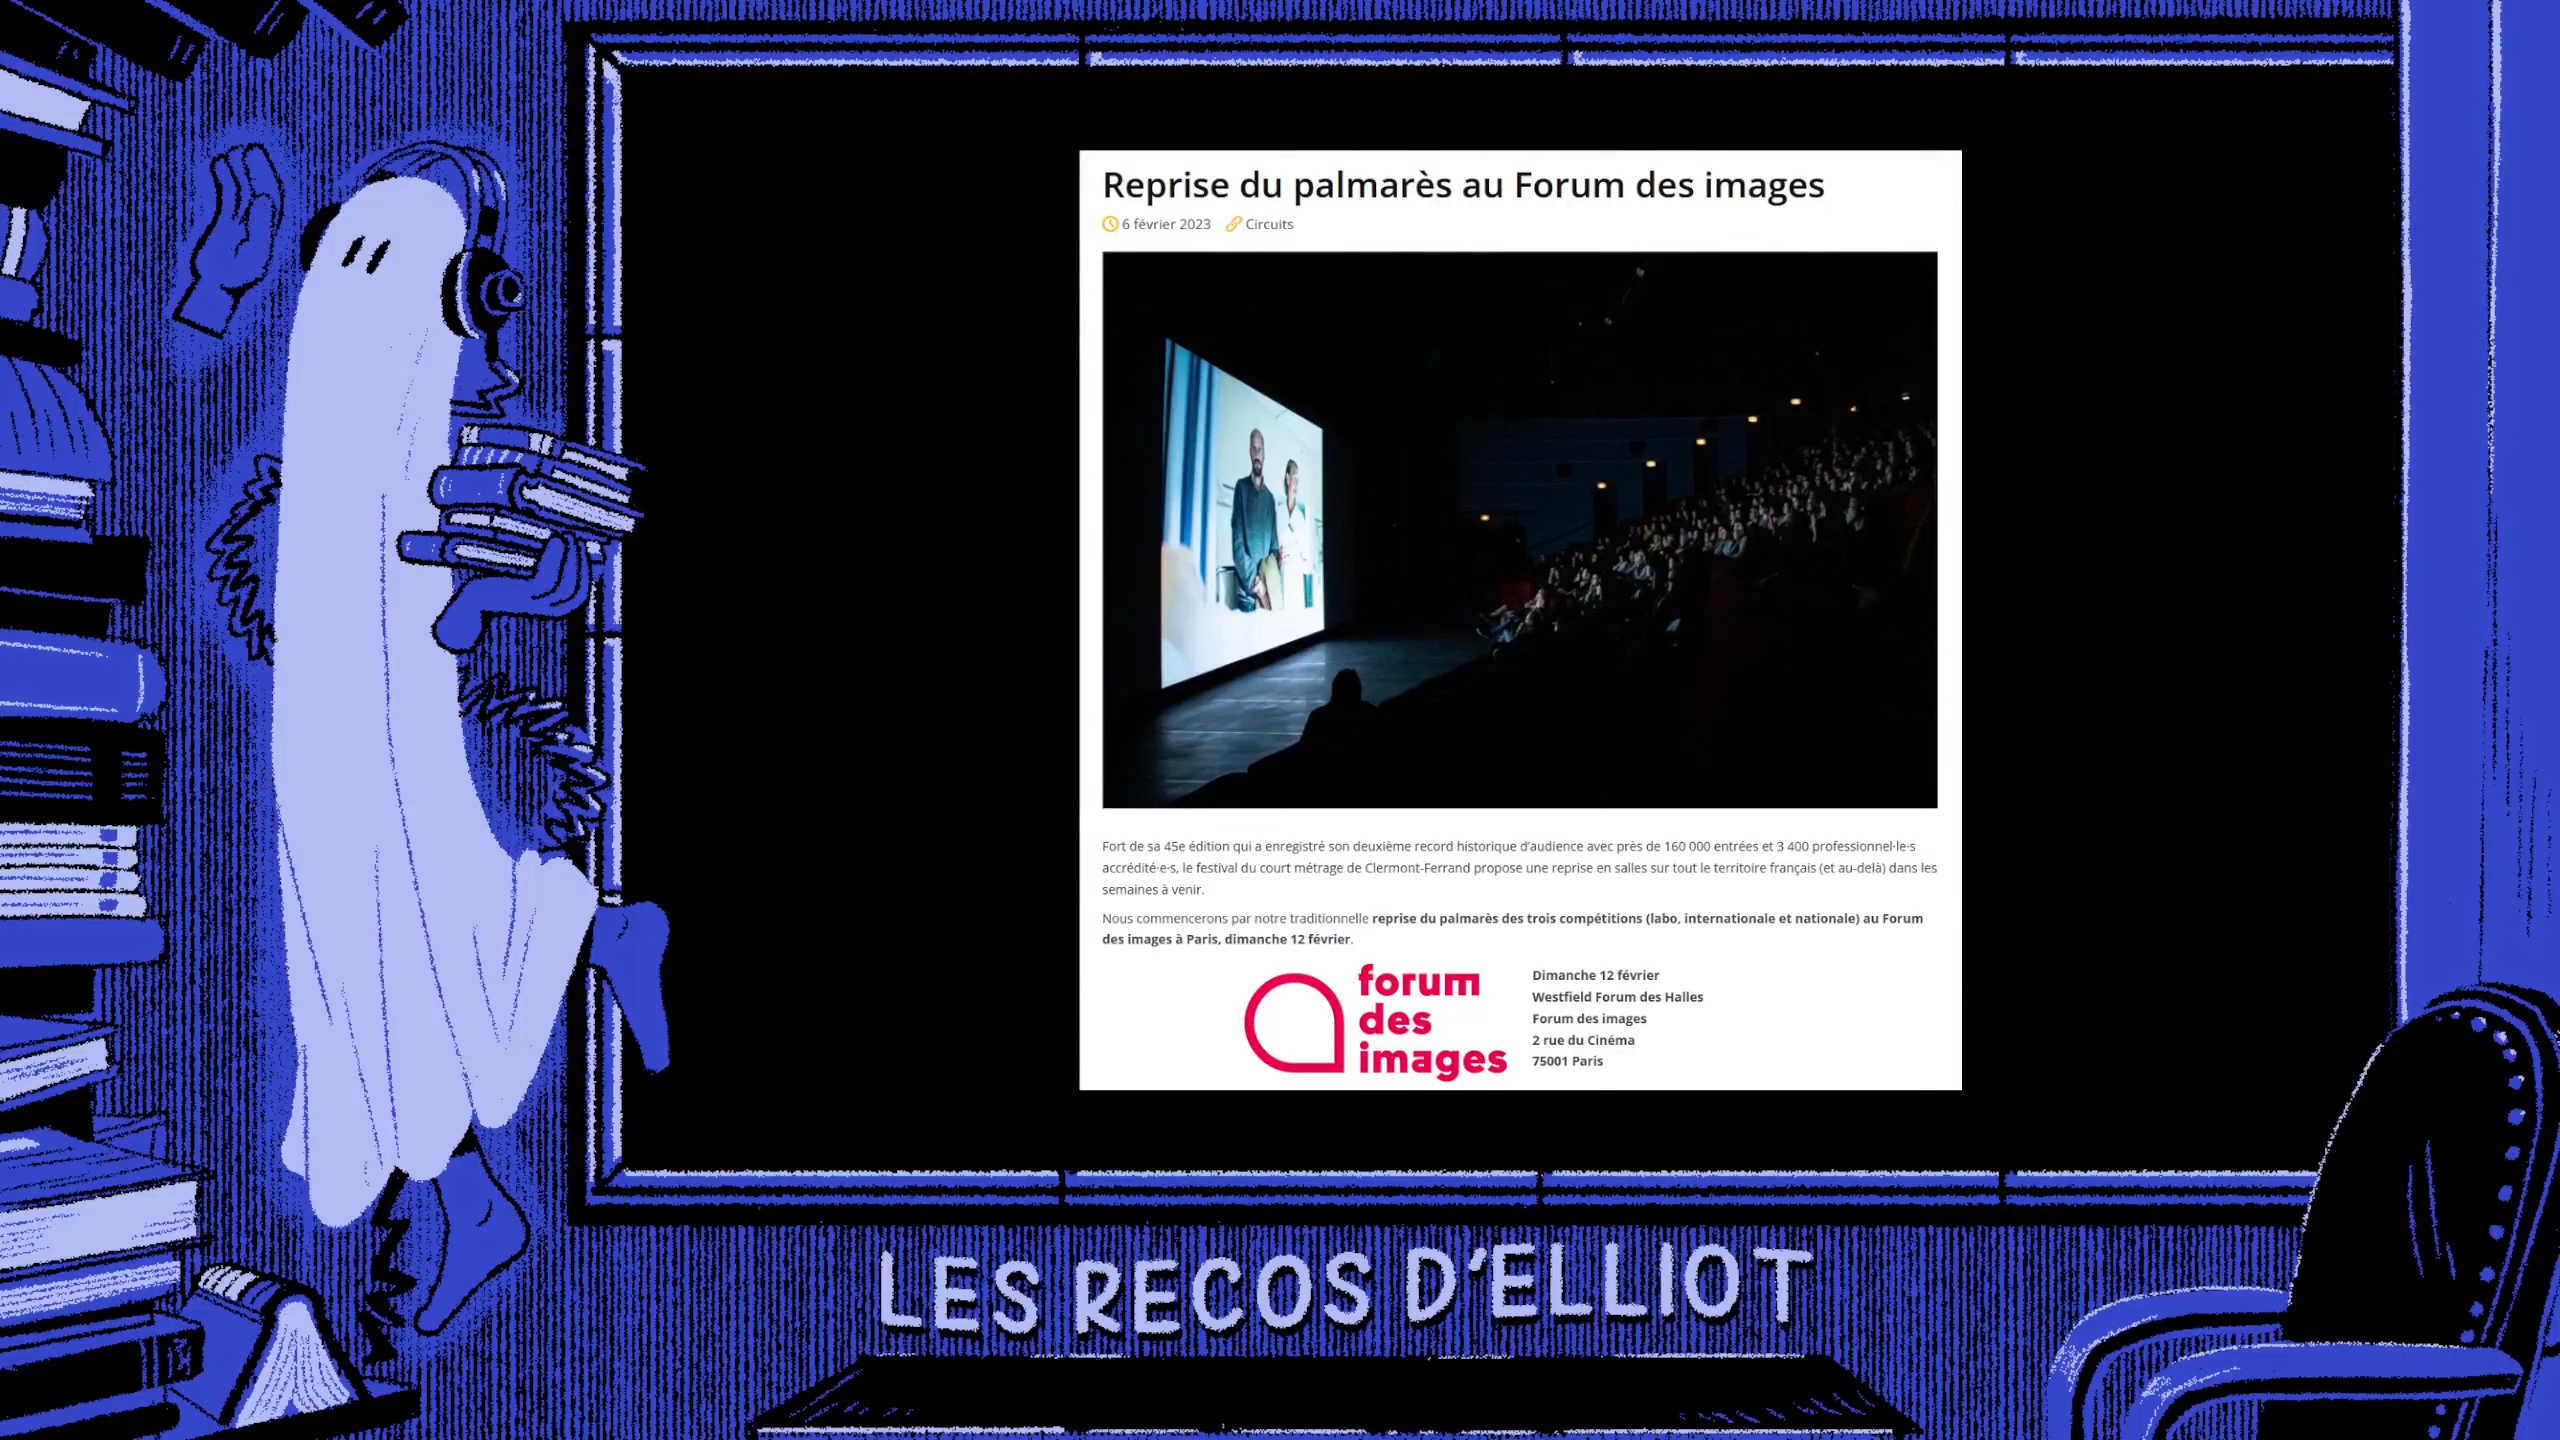 Reprise du palmarès au Forum des images
6 février 2023 Circuits
Fort de sa 45e édition qui a enregistré son deuxième record historique d'audience avec près de 160 000 entrées et 3 400 professionnel·le·s
accrédité·e·s, le festival du court métrage de Clermont-Ferrand propose une reprise en salles sur tout le territoire français (et au-delà) dans les
semaines à venir.
Nous commencerons par notre traditionnelle reprise du palmarès des trois compétitions (labo, internationale et nationale) au Forum
des images à Paris, dimanche 12 février.
forum
des
images
Dimanche 12 février
Westfield Forum des Halles
Forum des images
2 rue du Cinéma
75001 Paris
LES RECOS D'ELLIOT